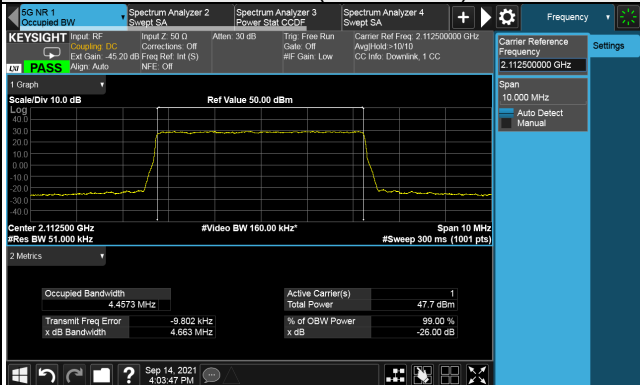 5G NR 1
Occupied BW
Spectrum Analyzer 2
Swept SA
Spectrum Analyzer 3
Power Stat CCDF
Spectrum Analyzer 4
Swept SA
Frequency
KEYSIGHT
Input: RF
Coupling: DC
Ext Gain: -45.20 dB
Align: Auto
LXI
PASS
Input Z: 50 Ω
Corrections: Off
Freq Ref: Int (S)
NFE: Off
Atten: 30 dB
Trig: Free Run
Gate: Off
#IF Gain: Low
Carrier Ref Freq: 2.112500000 GHz
Avg|Hold:>10/10
CC Info: Downlink, 1 CC
Carrier Reference
Frequency
2.112500000 GHz
Settings
Span
10.000 MHz
Auto Detect
Manual
1 Graph
Scale/Div 10.0 dB
Ref Value 50.00 dBm
Log
40.0
30.0
20.0
10.0
0.00
-10.0
-20.0
-30.0
-40.0
Center 2.112500 GHz
#Res BW 51.000 kHz
#Video BW 160.00 kHz*
Span 10 MHz
#Sweep 300 ms (1001 pts)
2 Metrics
Occupied Bandwidth
4.4573 MHz
Transmit Freq Error -9.802 kHz
x dB Bandwidth 4.663 MHz
Active Carrier(s) 1
Total Power 47.7 dBm
% of OBW Power 99.00 %
x dB -26.00 dB
?
Sep 14, 2021
4:03:47 PM